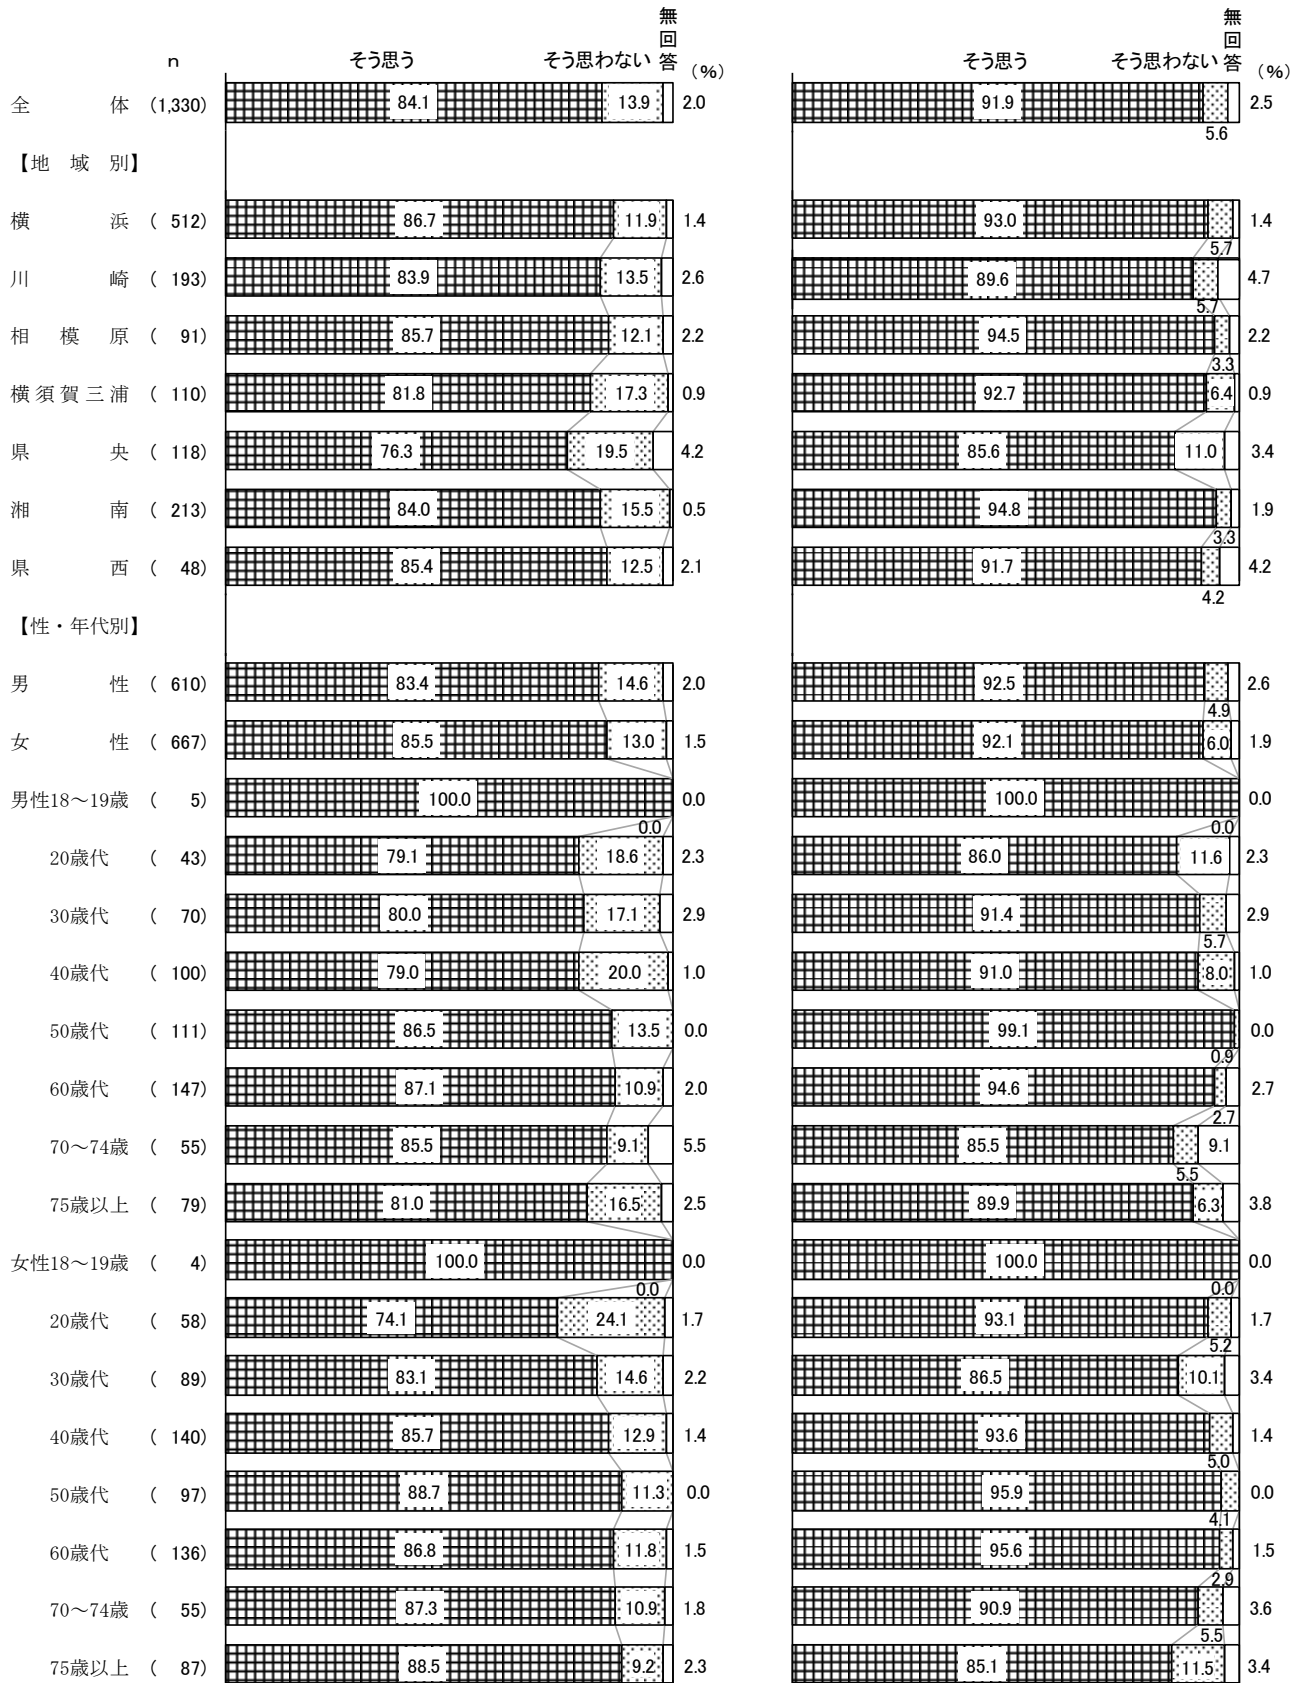 無回答 無回答
n そう思う そう思わない (%) そう思う そう思わない (%)
全体 (1,330) 84.1 13.9 2.0 91.9 5.6 2.5
【地域別】
横浜 ( 512) 86.7 11.9 1.4 93.0 5.7 1.4
川崎 ( 193) 83.9 13.5 2.6 89.6 5.7 4.7
相模原 ( 91) 85.7 12.1 2.2 94.5 3.3 2.2
横須賀三浦 ( 110) 81.8 17.3 0.9 92.7 6.4 0.9
県央 ( 118) 76.3 19.5 4.2 85.6 11.0 3.4
湘南 ( 213) 84.0 15.5 0.5 94.8 3.3 1.9
県西 ( 48) 85.4 12.5 2.1 91.7 4.2 4.2
【性・年代別】
男性 ( 610) 83.4 14.6 2.0 92.5 4.9 2.6
女性 ( 667) 85.5 13.0 1.5 92.1 6.0 1.9
男性18～19歳 ( 5) 100.0 0.0 0.0 100.0 0.0 0.0
20歳代 ( 43) 79.1 18.6 2.3 86.0 11.6 2.3
30歳代 ( 70) 80.0 17.1 2.9 91.4 5.7 2.9
40歳代 ( 100) 79.0 20.0 1.0 91.0 8.0 1.0
50歳代 ( 111) 86.5 13.5 0.0 99.1 0.9 0.0
60歳代 ( 147) 87.1 10.9 2.0 94.6 2.7 2.7
70～74歳 ( 55) 85.5 9.1 5.5 85.5 5.5 9.1
75歳以上 ( 79) 81.0 16.5 2.5 89.9 6.3 3.8
女性18～19歳 ( 4) 100.0 0.0 0.0 100.0 0.0 0.0
20歳代 ( 58) 74.1 24.1 1.7 93.1 5.2 1.7
30歳代 ( 89) 83.1 14.6 2.2 86.5 10.1 3.4
40歳代 ( 140) 85.7 12.9 1.4 93.6 5.0 1.4
50歳代 ( 97) 88.7 11.3 0.0 95.9 4.1 0.0
60歳代 ( 136) 86.8 11.8 1.5 95.6 2.9 1.5
70～74歳 ( 55) 87.3 10.9 1.8 90.9 5.5 3.6
75歳以上 ( 87) 88.5 9.2 2.3 85.1 11.5 3.4